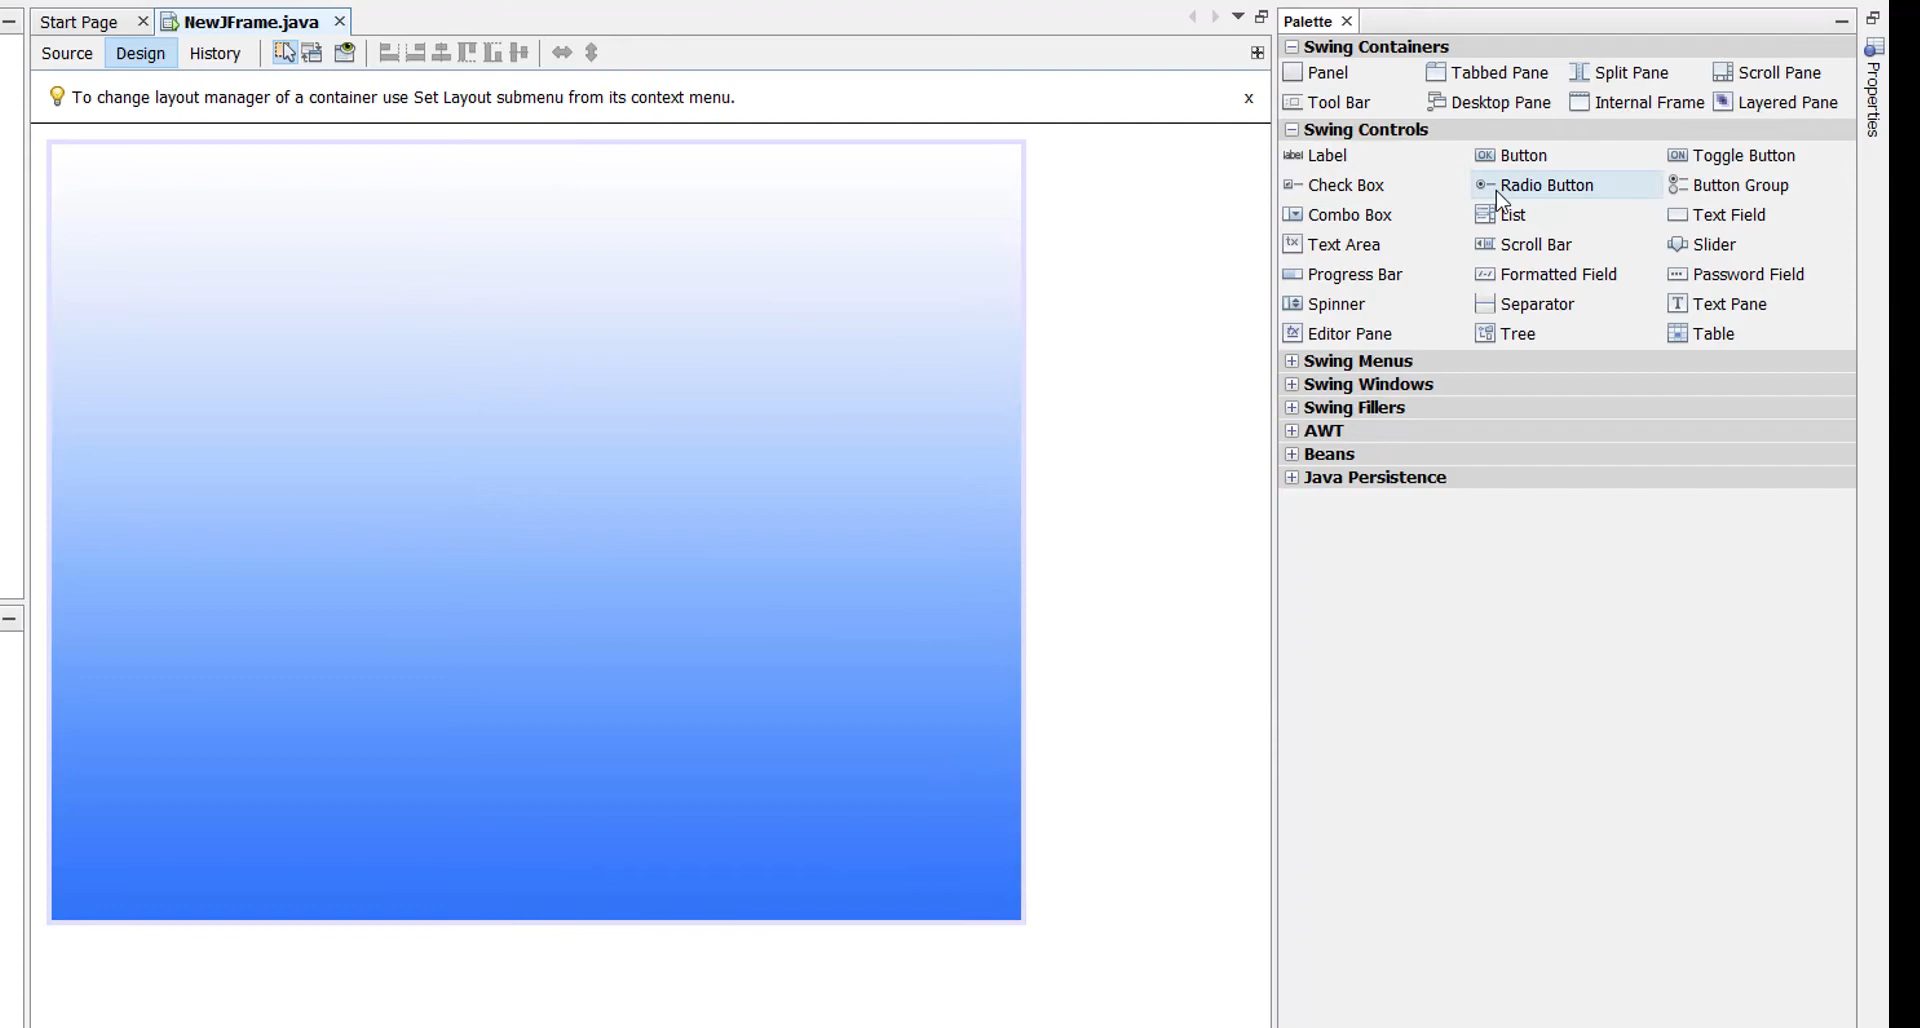 Start Page
NewJFrame.java
Source Design History
To change layout manager of a container use Set Layout submenu from its context menu.
x
Palette
Swing Containers
Panel Tabbed Pane Split Pane Scroll Pane
Tool Bar Desktop Pane Internal Frame Layered Pane
Swing Controls
label Label OK Button ON Toggle Button
Check Box Radio Button Button Group
Combo Box List Text Field
Text Area Scroll Bar Slider
Progress Bar Formatted Field Password Field
Spinner Separator T Text Pane
Editor Pane Tree Table
Swing Menus
Swing Windows
Swing Fillers
AWT
Beans
Java Persistence
Properties